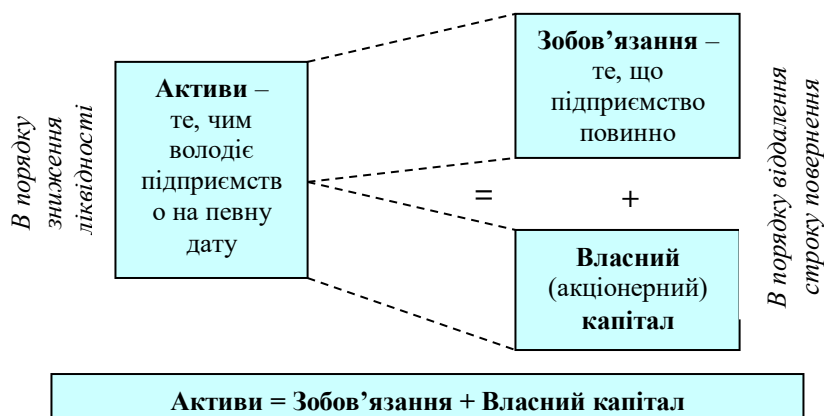 В порядку
зниження
ліквідності
Активи –
те, чим
володіє
підприємств
о на певну
дату
Зобов’язання –
те, що
підприємство
повинно
=
+
Власний
(акціонерний)
капітал
В порядку віддалення
строку повернення
Активи = Зобов’язання + Власний капітал